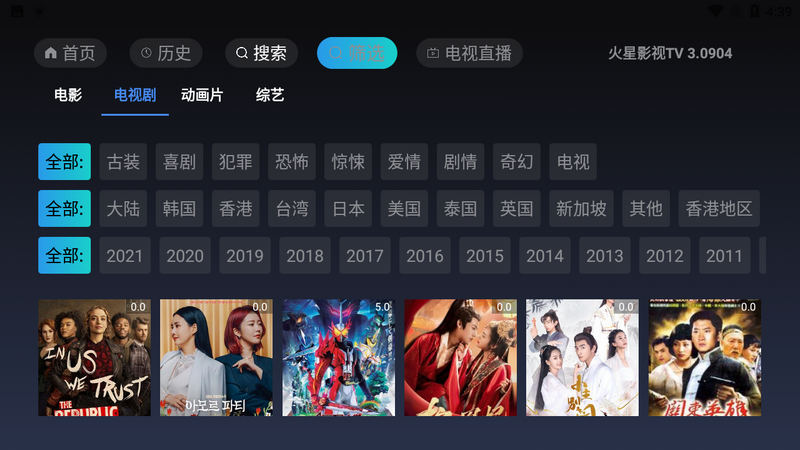 4:39
首页 历史 搜索 筛选 电视直播 火星影视TV 3.0904
电影 电视剧 动画片 综艺
全部: 古装 喜剧 犯罪 恐怖 惊悚 爱情 剧情 奇幻 电视
全部: 大陆 韩国 香港 台湾 日本 美国 泰国 英国 新加坡 其他 香港地区
全部: 2021 2020 2019 2018 2017 2016 2015 2014 2013 2012 2011
0.0 0.0 5.0 0.0 0.0 0.0
IN US
WE TRUST
THE REPUBLIC
아모르 파티
关东英雄